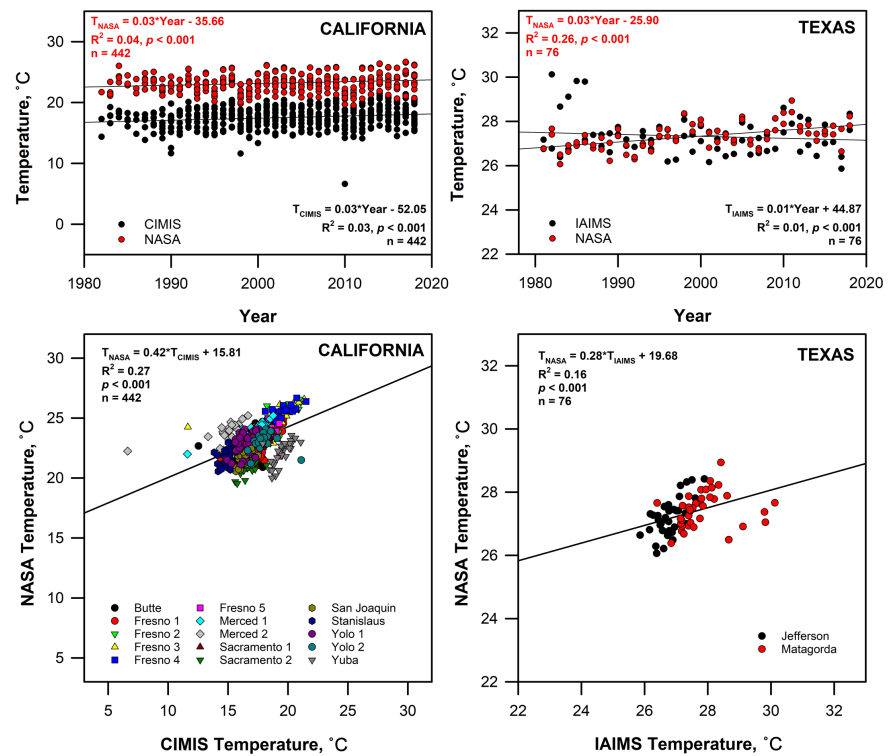 CALIFORNIA
T_NASA = 0.03*Year - 35.66
R² = 0.04, p < 0.001
n = 442
Temperature, °C
30
20
10
0
CIMIS
NASA
T_CIMIS = 0.03*Year - 52.05
R² = 0.03, p < 0.001
n = 442
1980 1990 2000 2010 2020
Year
TEXAS
T_NASA = 0.03*Year - 25.90
R² = 0.26, p < 0.001
n = 76
Temperature, °C
32
30
28
26
24
22
IAIMS
NASA
T_IAIMS = 0.01*Year + 44.87
R² = 0.01, p < 0.001
n = 76
1980 1990 2000 2010 2020
Year
CALIFORNIA
T_NASA = 0.42*T_CIMIS + 15.81
R² = 0.27
p < 0.001
n = 442
NASA Temperature, °C
30
25
20
15
10
5
Butte
Fresno 1
Fresno 2
Fresno 3
Fresno 4
Fresno 5
Merced 1
Merced 2
Sacramento 1
Sacramento 2
San Joaquin
Stanislaus
Yolo 1
Yolo 2
Yuba
5 10 15 20 25 30
CIMIS Temperature, °C
TEXAS
T_NASA = 0.28*T_IAIMS + 19.68
R² = 0.16
p < 0.001
n = 76
NASA Temperature, °C
32
30
28
26
24
22
Jefferson
Matagorda
22 24 26 28 30 32
IAIMS Temperature, °C